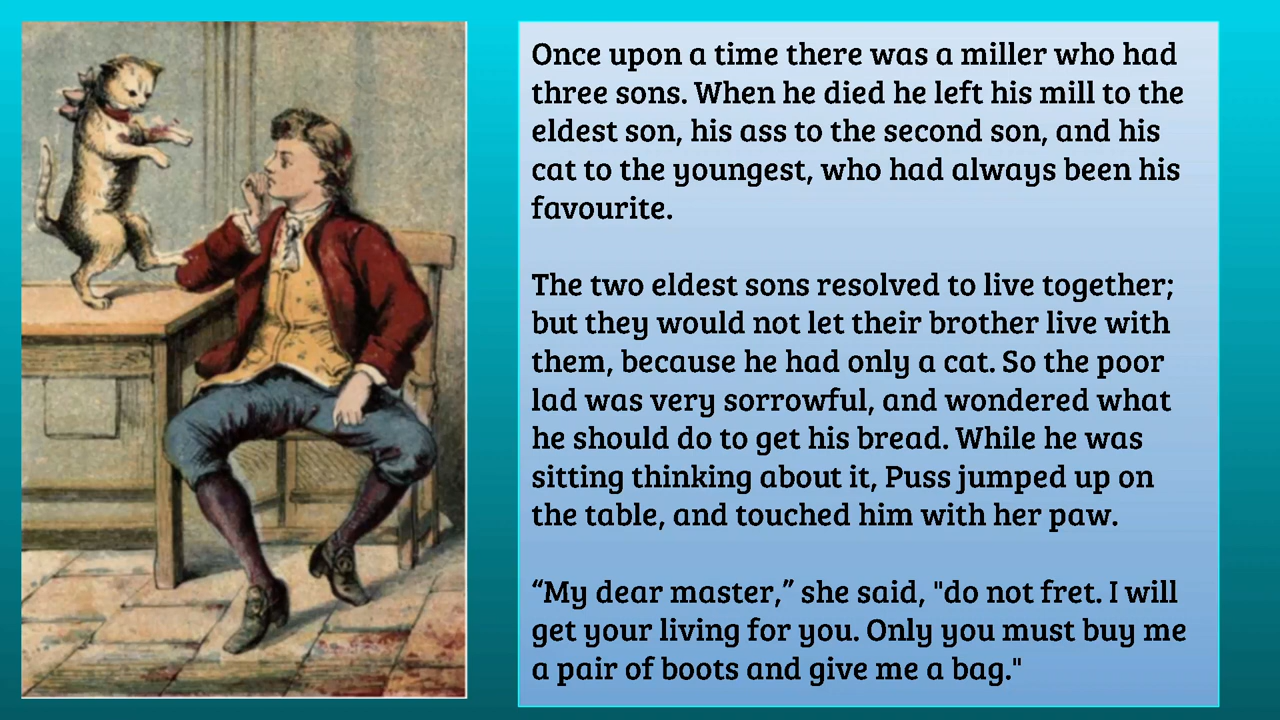 Once upon a time there was a miller who had
three sons. When he died he left his mill to the
eldest son, his ass to the second son, and his
cat to the youngest, who had always been his
favourite.
The two eldest sons resolved to live together;
but they would not let their brother live with
them, because he had only a cat. So the poor
lad was very sorrowful, and wondered what
he should do to get his bread. While he was
sitting thinking about it, Puss jumped up on
the table, and touched him with her paw.
“My dear master,” she said, "do not fret. I will
get your living for you. Only you must buy me
a pair of boots and give me a bag."